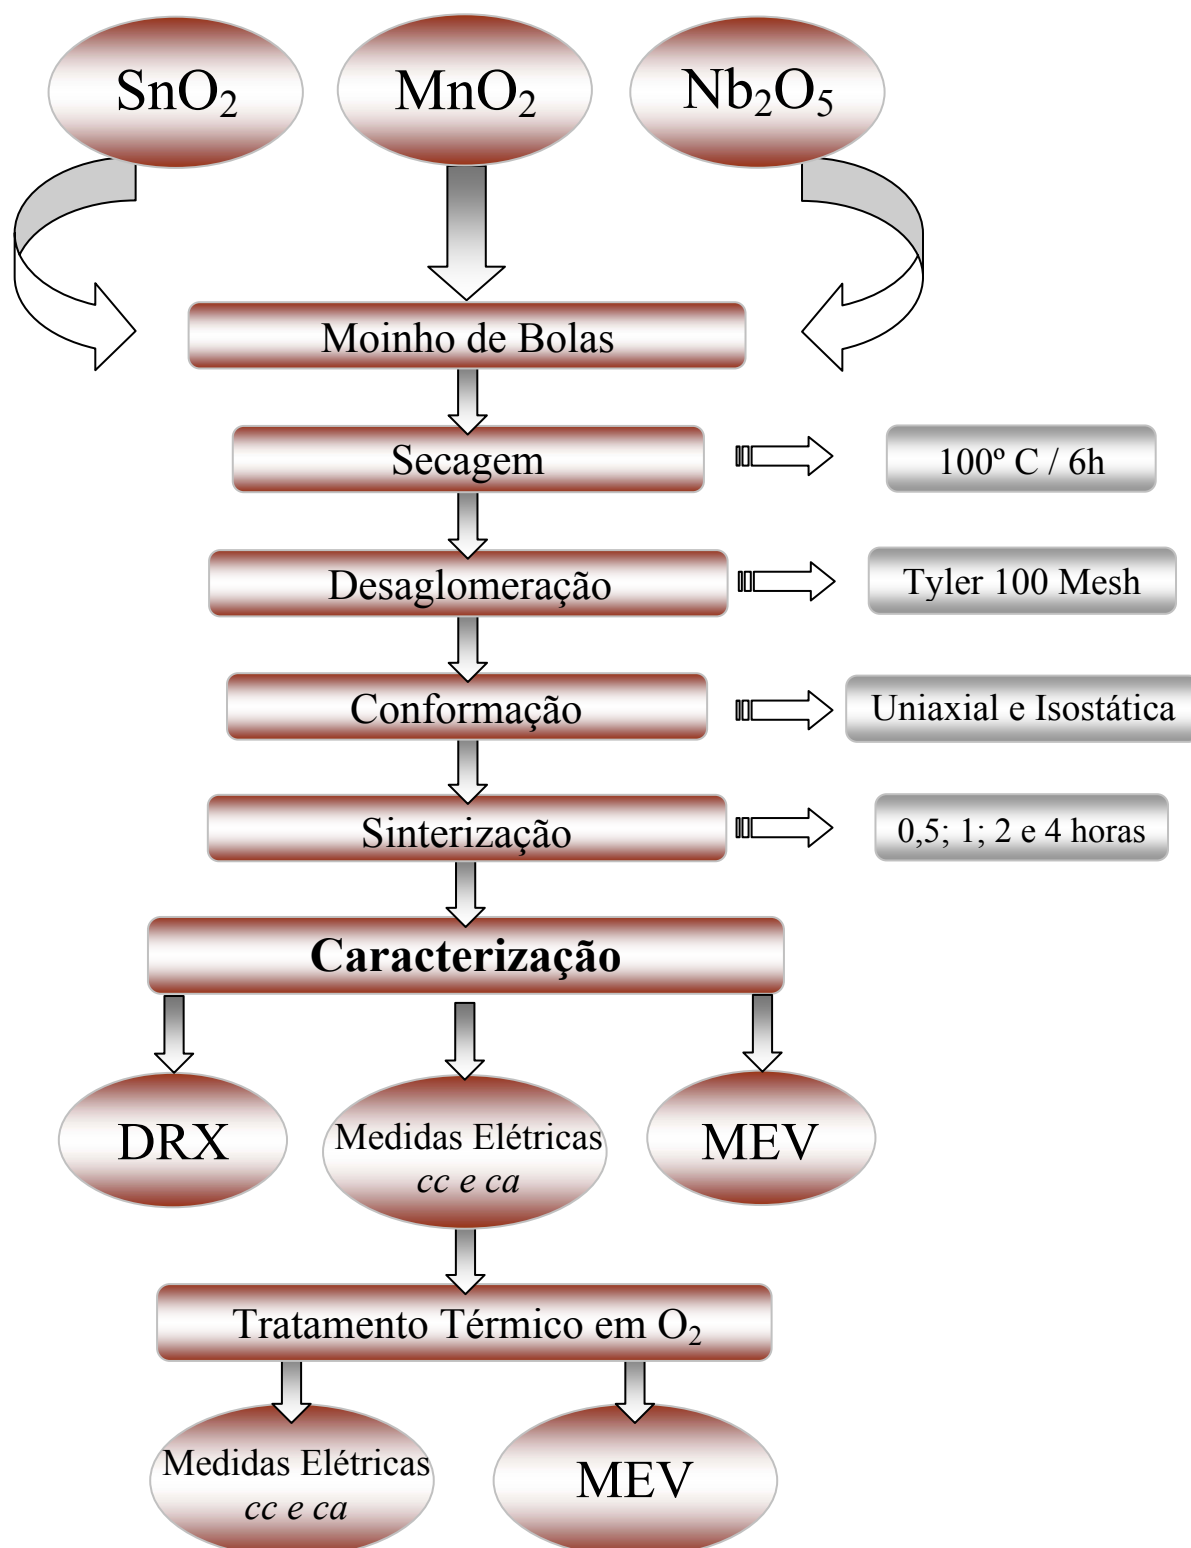 SnO₂
MnO₂
Nb₂O₅
Moinho de Bolas
Secagem
100º C / 6h
Desaglomeração
Tyler 100 Mesh
Conformação
Uniaxial e Isostática
Sinterização
0,5; 1; 2 e 4 horas
Caracterização
DRX
Medidas Elétricas
cc e ca
MEV
Tratamento Térmico em O₂
Medidas Elétricas
cc e ca
MEV